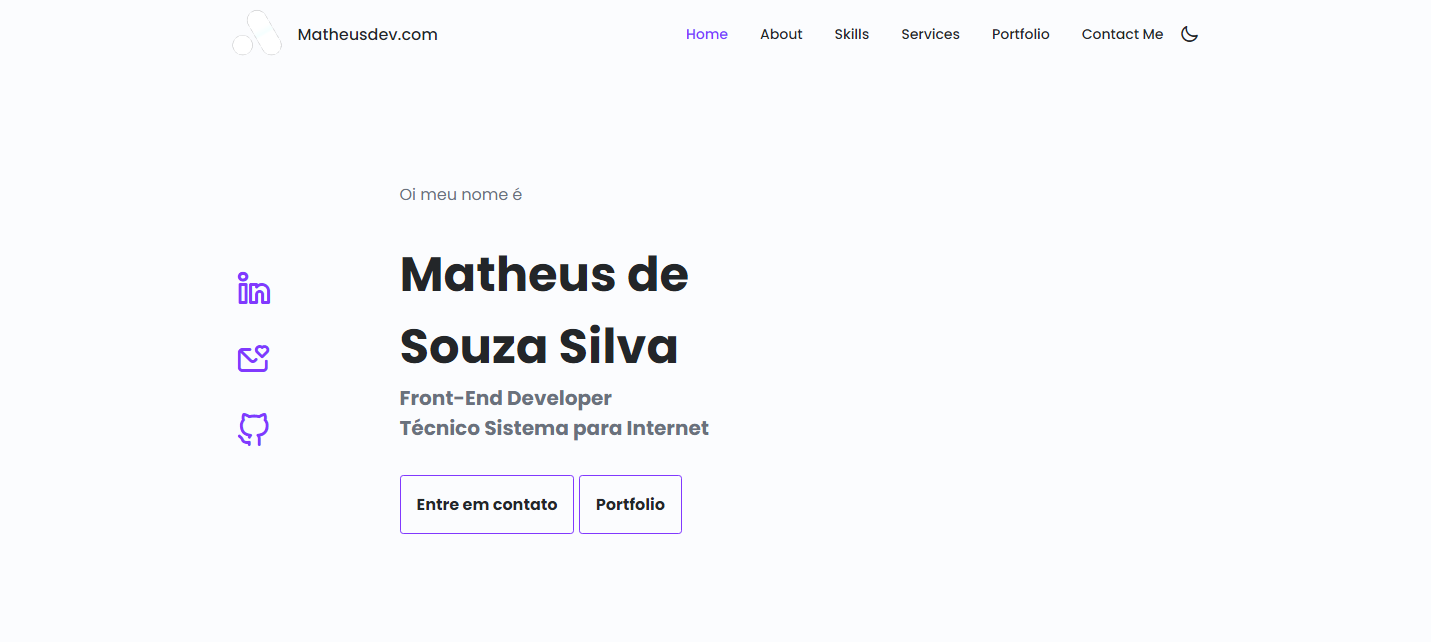 Matheusdev.com
Home About Skills Services Portfolio Contact Me
Oi meu nome é
Matheus de
Souza Silva
Front-End Developer
Técnico Sistema para Internet
Entre em contato Portfolio